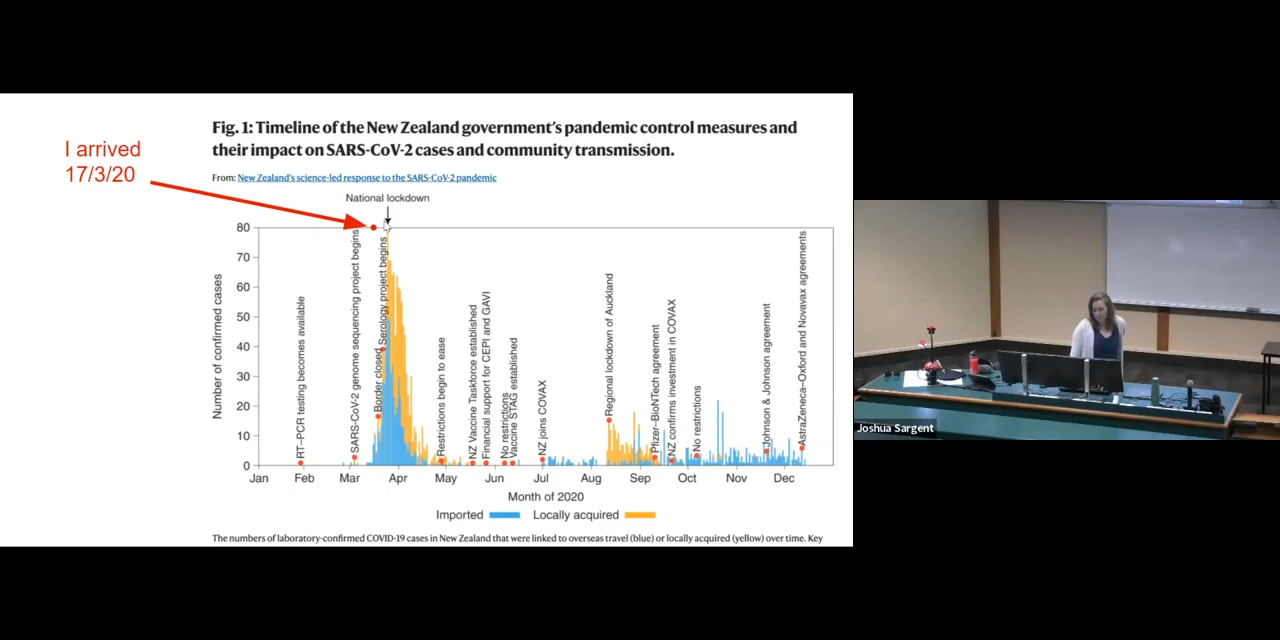 Fig. 1: Timeline of the New Zealand government's pandemic control measures and
their impact on SARS-CoV-2 cases and community transmission.
I arrived
17/3/20
From: New Zealand's science-led response to the SARS-CoV-2 pandemic
National lockdown
Number of confirmed cases
80
70
60
50
40
30
20
10
0
RT–PCR testing becomes available
SARS-CoV-2 genome sequencing project begins
Border closed
Serology project begins
Restrictions begin to ease
NZ Vaccine Taskforce established
Financial support for CEPI and GAVI
No restrictions
Vaccine STAG established
NZ joins COVAX
Regional lockdown of Auckland
Pfizer–BioNTech agreement
NZ confirms investment in COVAX
No restrictions
Johnson & Johnson agreement
AstraZeneca–Oxford and Novavax agreements
Jan Feb Mar Apr May Jun Jul Aug Sep Oct Nov Dec
Month of 2020
Imported Locally acquired
The numbers of laboratory-confirmed COVID-19 cases in New Zealand that were linked to overseas travel (blue) or locally acquired (yellow) over time. Key
Joshua Sargent